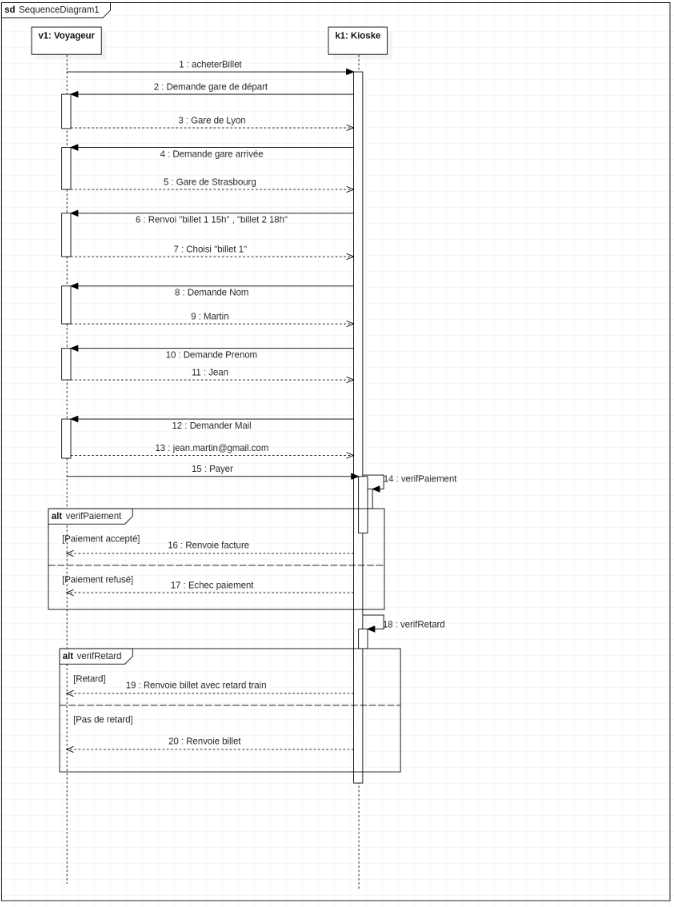 sd SequenceDiagram1
v1: Voyageur
k1: Kioske
1 : acheterBillet
2 : Demande gare de départ
3 : Gare de Lyon
4 : Demande gare arrivée
5 : Gare de Strasbourg
6 : Renvoi "billet 1 15h" , "billet 2 18h"
7 : Choisi "billet 1"
8 : Demande Nom
9 : Martin
10 : Demande Prenom
11 : Jean
12 : Demander Mail
13 : jean.martin@gmail.com
15 : Payer
14 : verifPaiement
alt verifPaiement
[Paiement accepté]
16 : Renvoie facture
[Paiement refusé]
17 : Echec paiement
18 : verifRetard
alt verifRetard
[Retard]
19 : Renvoie billet avec retard train
[Pas de retard]
20 : Renvoie billet